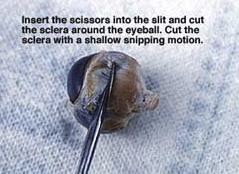 Insert the scissors into the slit and cut
the sclera around the eyeball. Cut the
sclera with a shallow snipping motion.